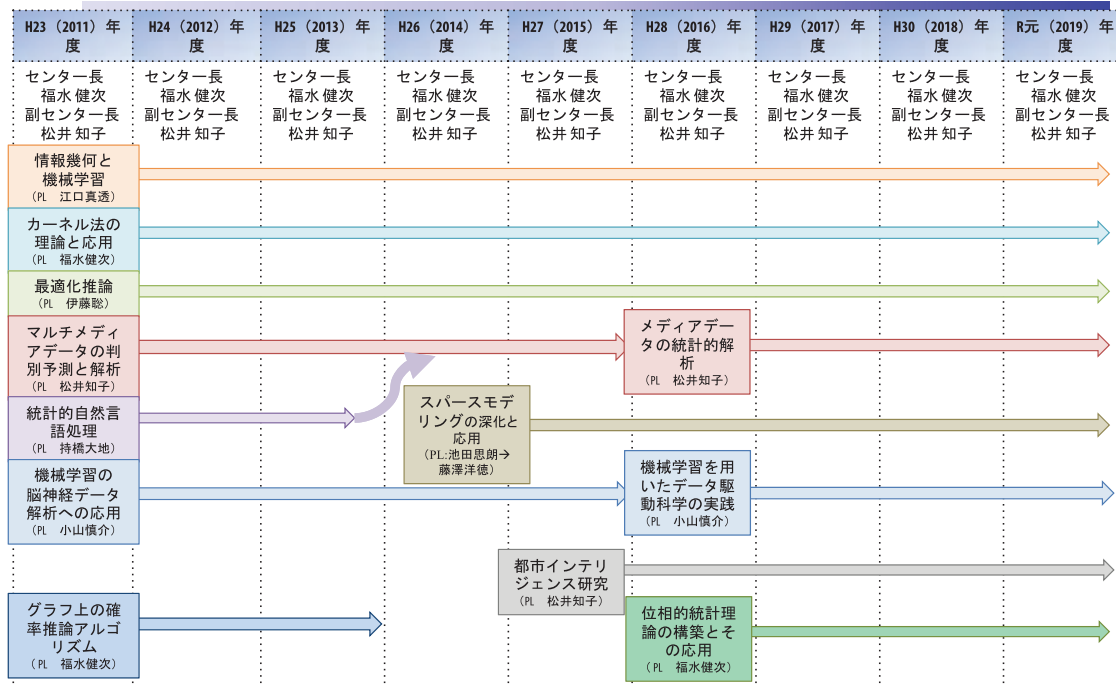 H23（2011）年
度
H24（2012）年
度
H25（2013）年
度
H26（2014）年
度
H27（2015）年
度
H28（2016）年
度
H29（2017）年
度
H30（2018）年
度
R元（2019）年
度
センター長
福水 健次
副センター長
松井 知子
センター長
福水 健次
副センター長
松井 知子
センター長
福水 健次
副センター長
松井 知子
センター長
福水 健次
副センター長
松井 知子
センター長
福水 健次
副センター長
松井 知子
センター長
福水 健次
副センター長
松井 知子
センター長
福水 健次
副センター長
松井 知子
センター長
福水 健次
副センター長
松井 知子
センター長
福水 健次
副センター長
松井 知子
情報幾何と
機械学習
（PL　江口真透）
カーネル法の
理論と応用
（PL　福水健次）
最適化推論
（PL　伊藤聡）
マルチメディ
アデータの判
別予測と解析
（PL　松井知子）
メディアデー
タの統計的解
析
（PL　松井知子）
統計的自然言
語処理
（PL　持橋大地）
スパースモデ
リングの深化と
応用
（PL:池田思朗→
藤澤洋徳）
機械学習の
脳神経データ
解析への応用
（PL　小山慎介）
機械学習を用
いたデータ駆
動科学の実践
（PL　小山慎介）
都市インテリ
ジェンス研究
（PL　松井知子）
グラフ上の確
率推論アルゴ
リズム
（PL　福水健次）
位相的統計理
論の構築とそ
の応用
（PL　福水健次）